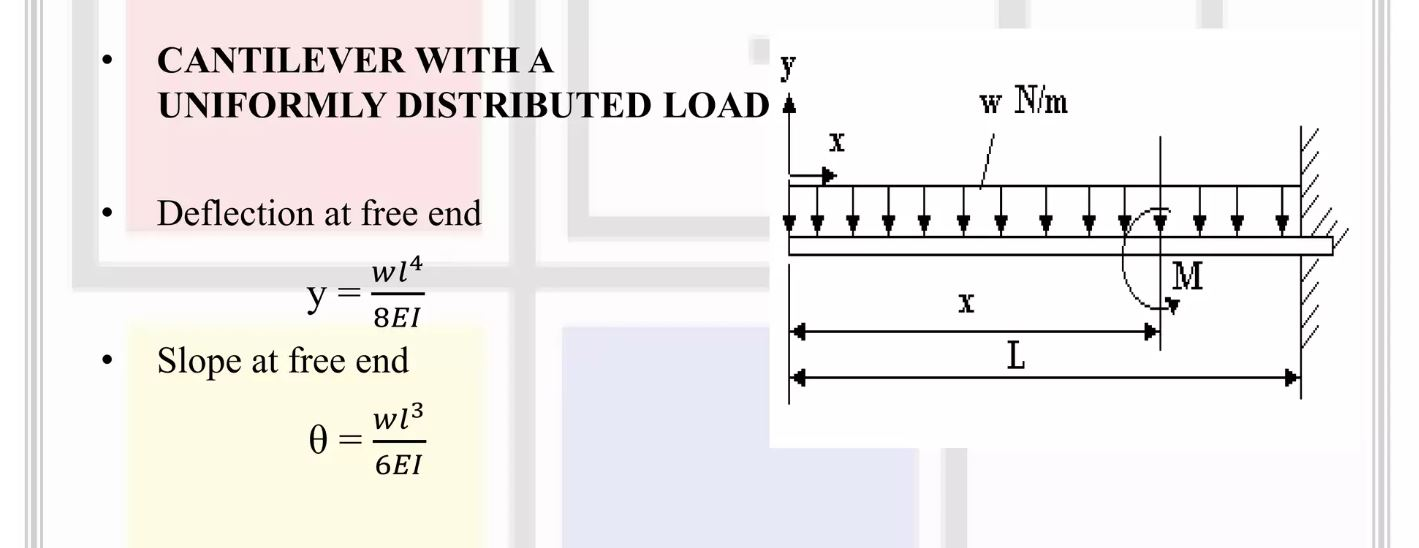 • CANTILEVER WITH A
UNIFORMLY DISTRIBUTED LOAD
• Deflection at free end
y = wl⁴/8EI
• Slope at free end
θ = wl³/6EI
y
w N/m
x
M
x
L